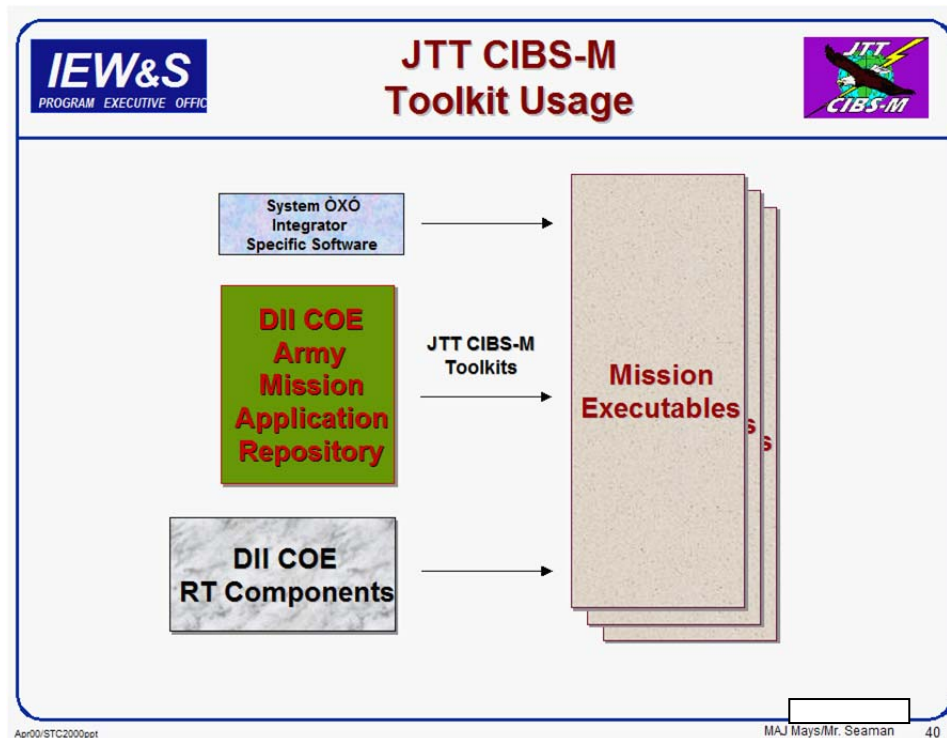 IEW&S
PROGRAM EXECUTIVE OFFIC
JTT CIBS-M
Toolkit Usage
JTT
CIBS-M
System ÒXÓ
Integrator
Specific Software
DII COE
Army
Mission
Application
Repository
JTT CIBS-M
Toolkits
DII COE
RT Components
Mission
Executables
s
s
Apr00/STC2000ppt
MAJ Mays/Mr. Seaman
40